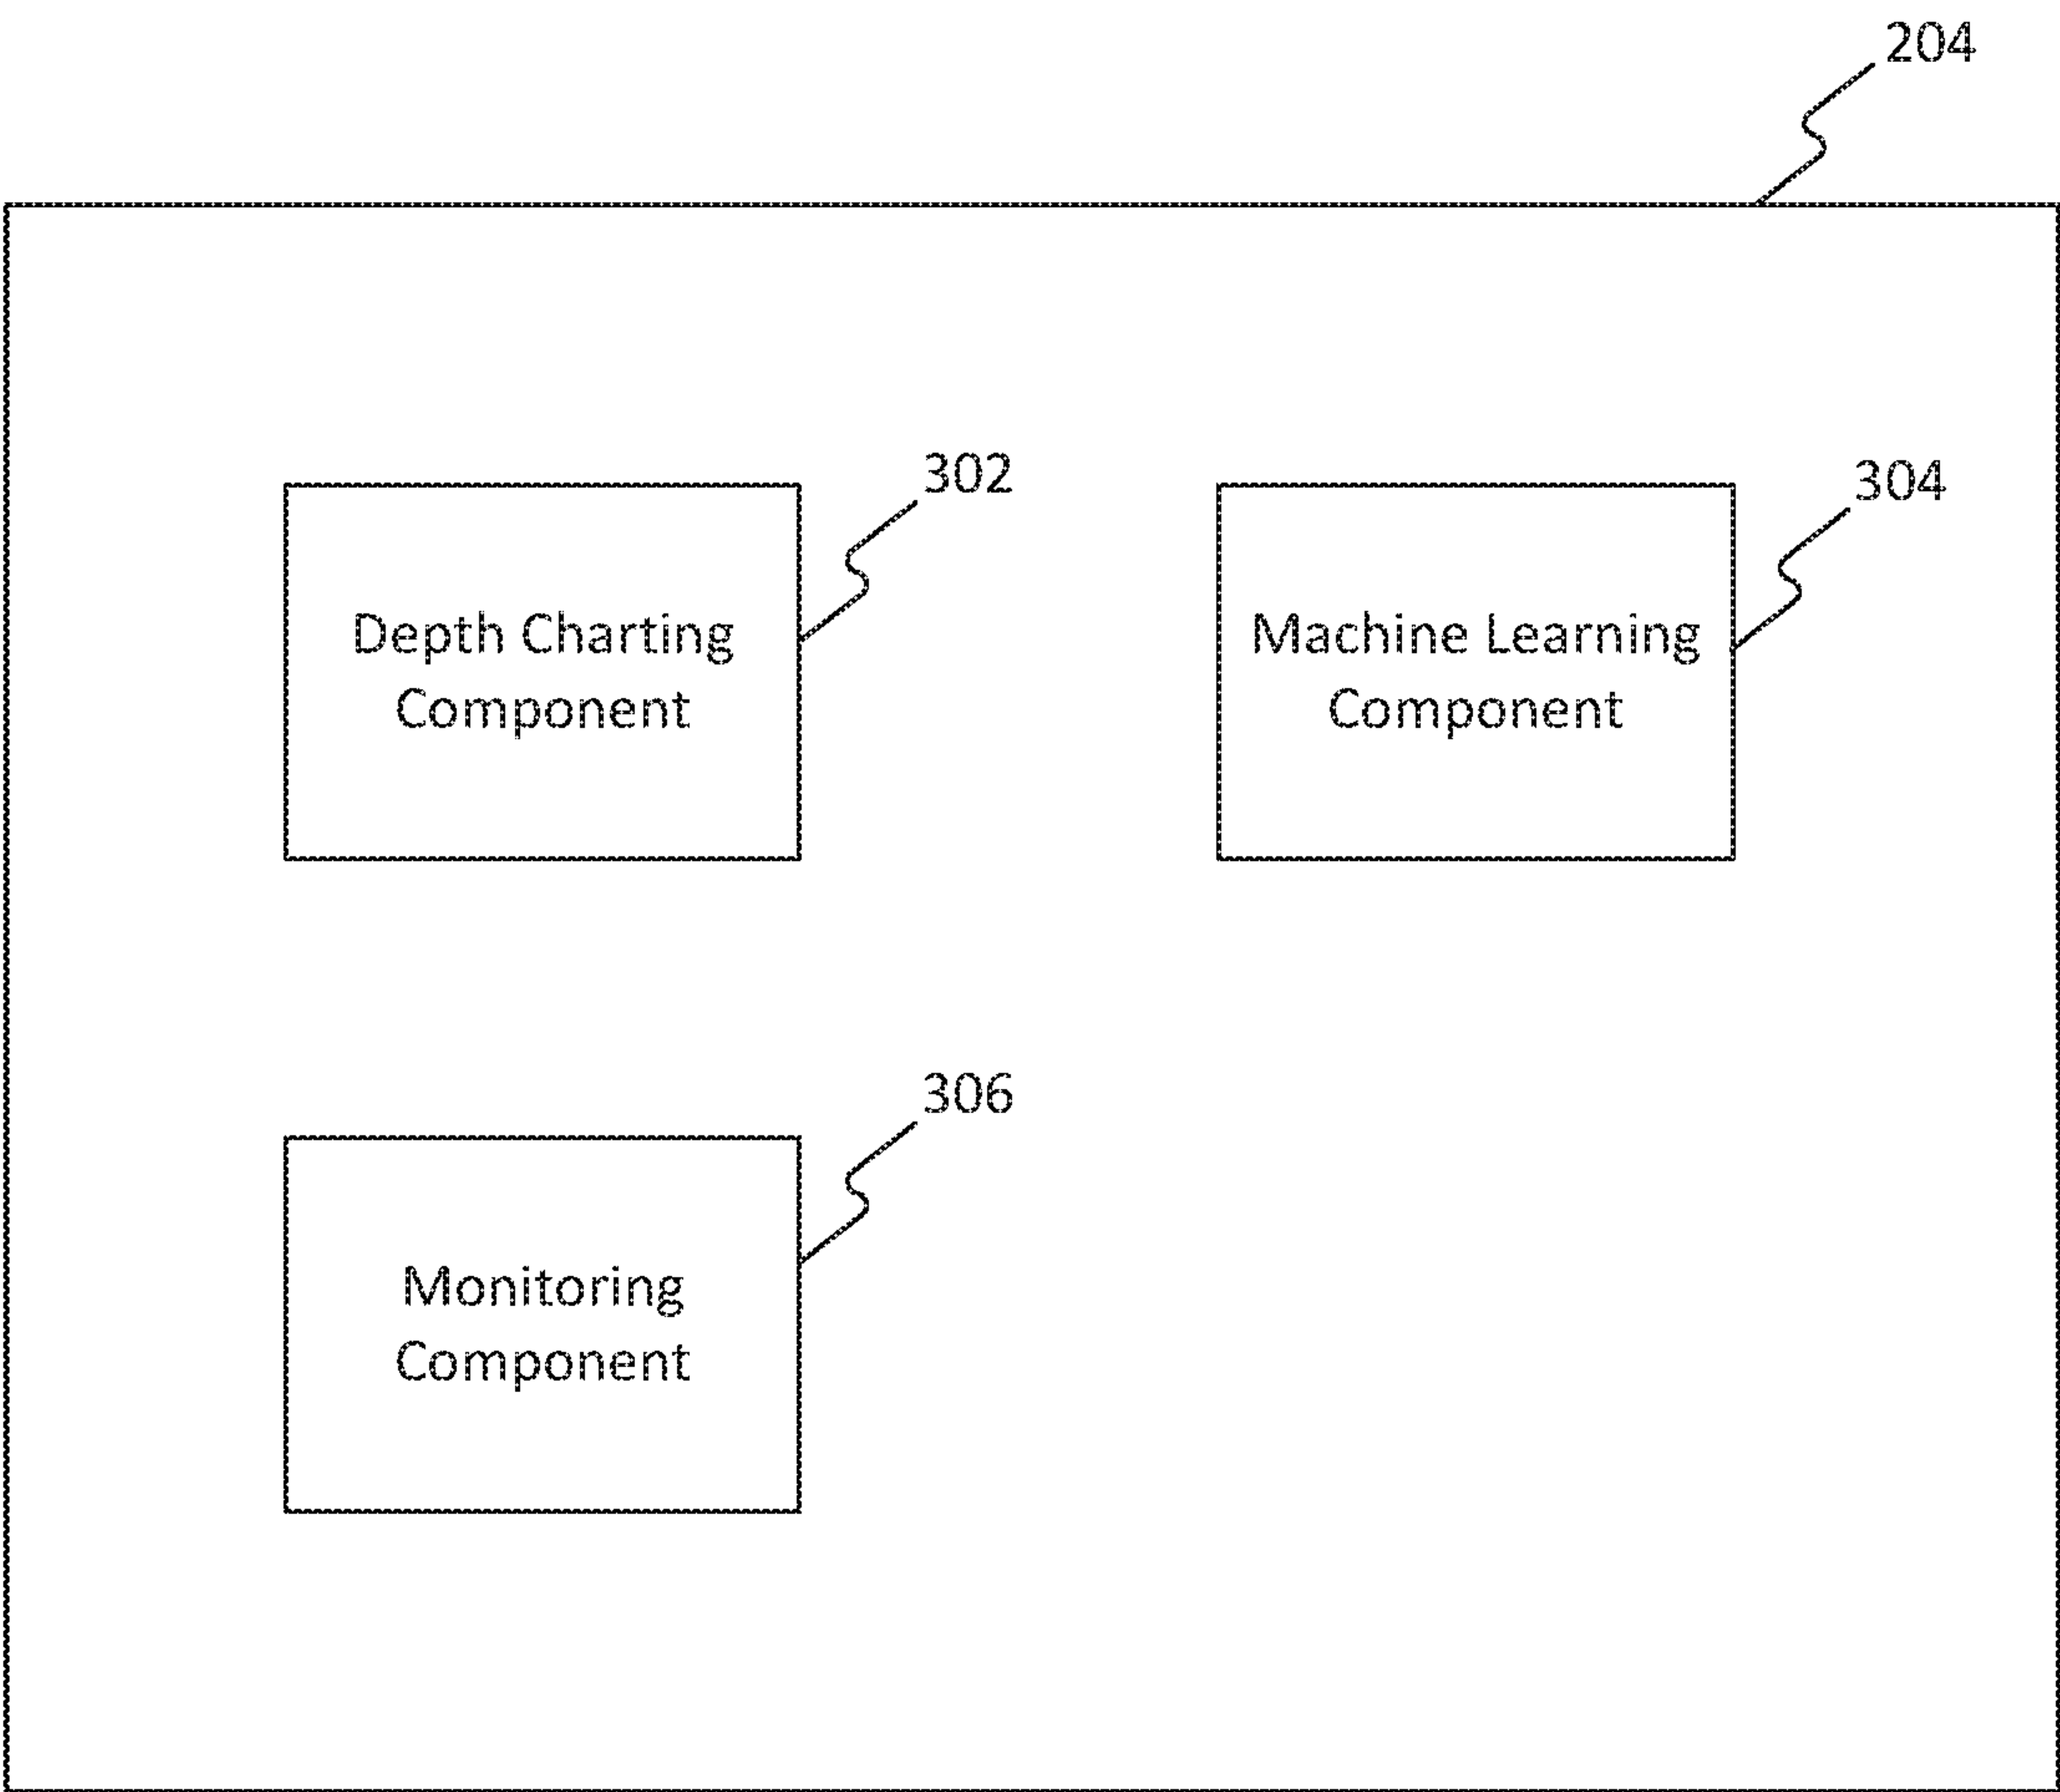 204
302
304
Depth Charting
Component
Machine Learning
Component
306
Monitoring
Component